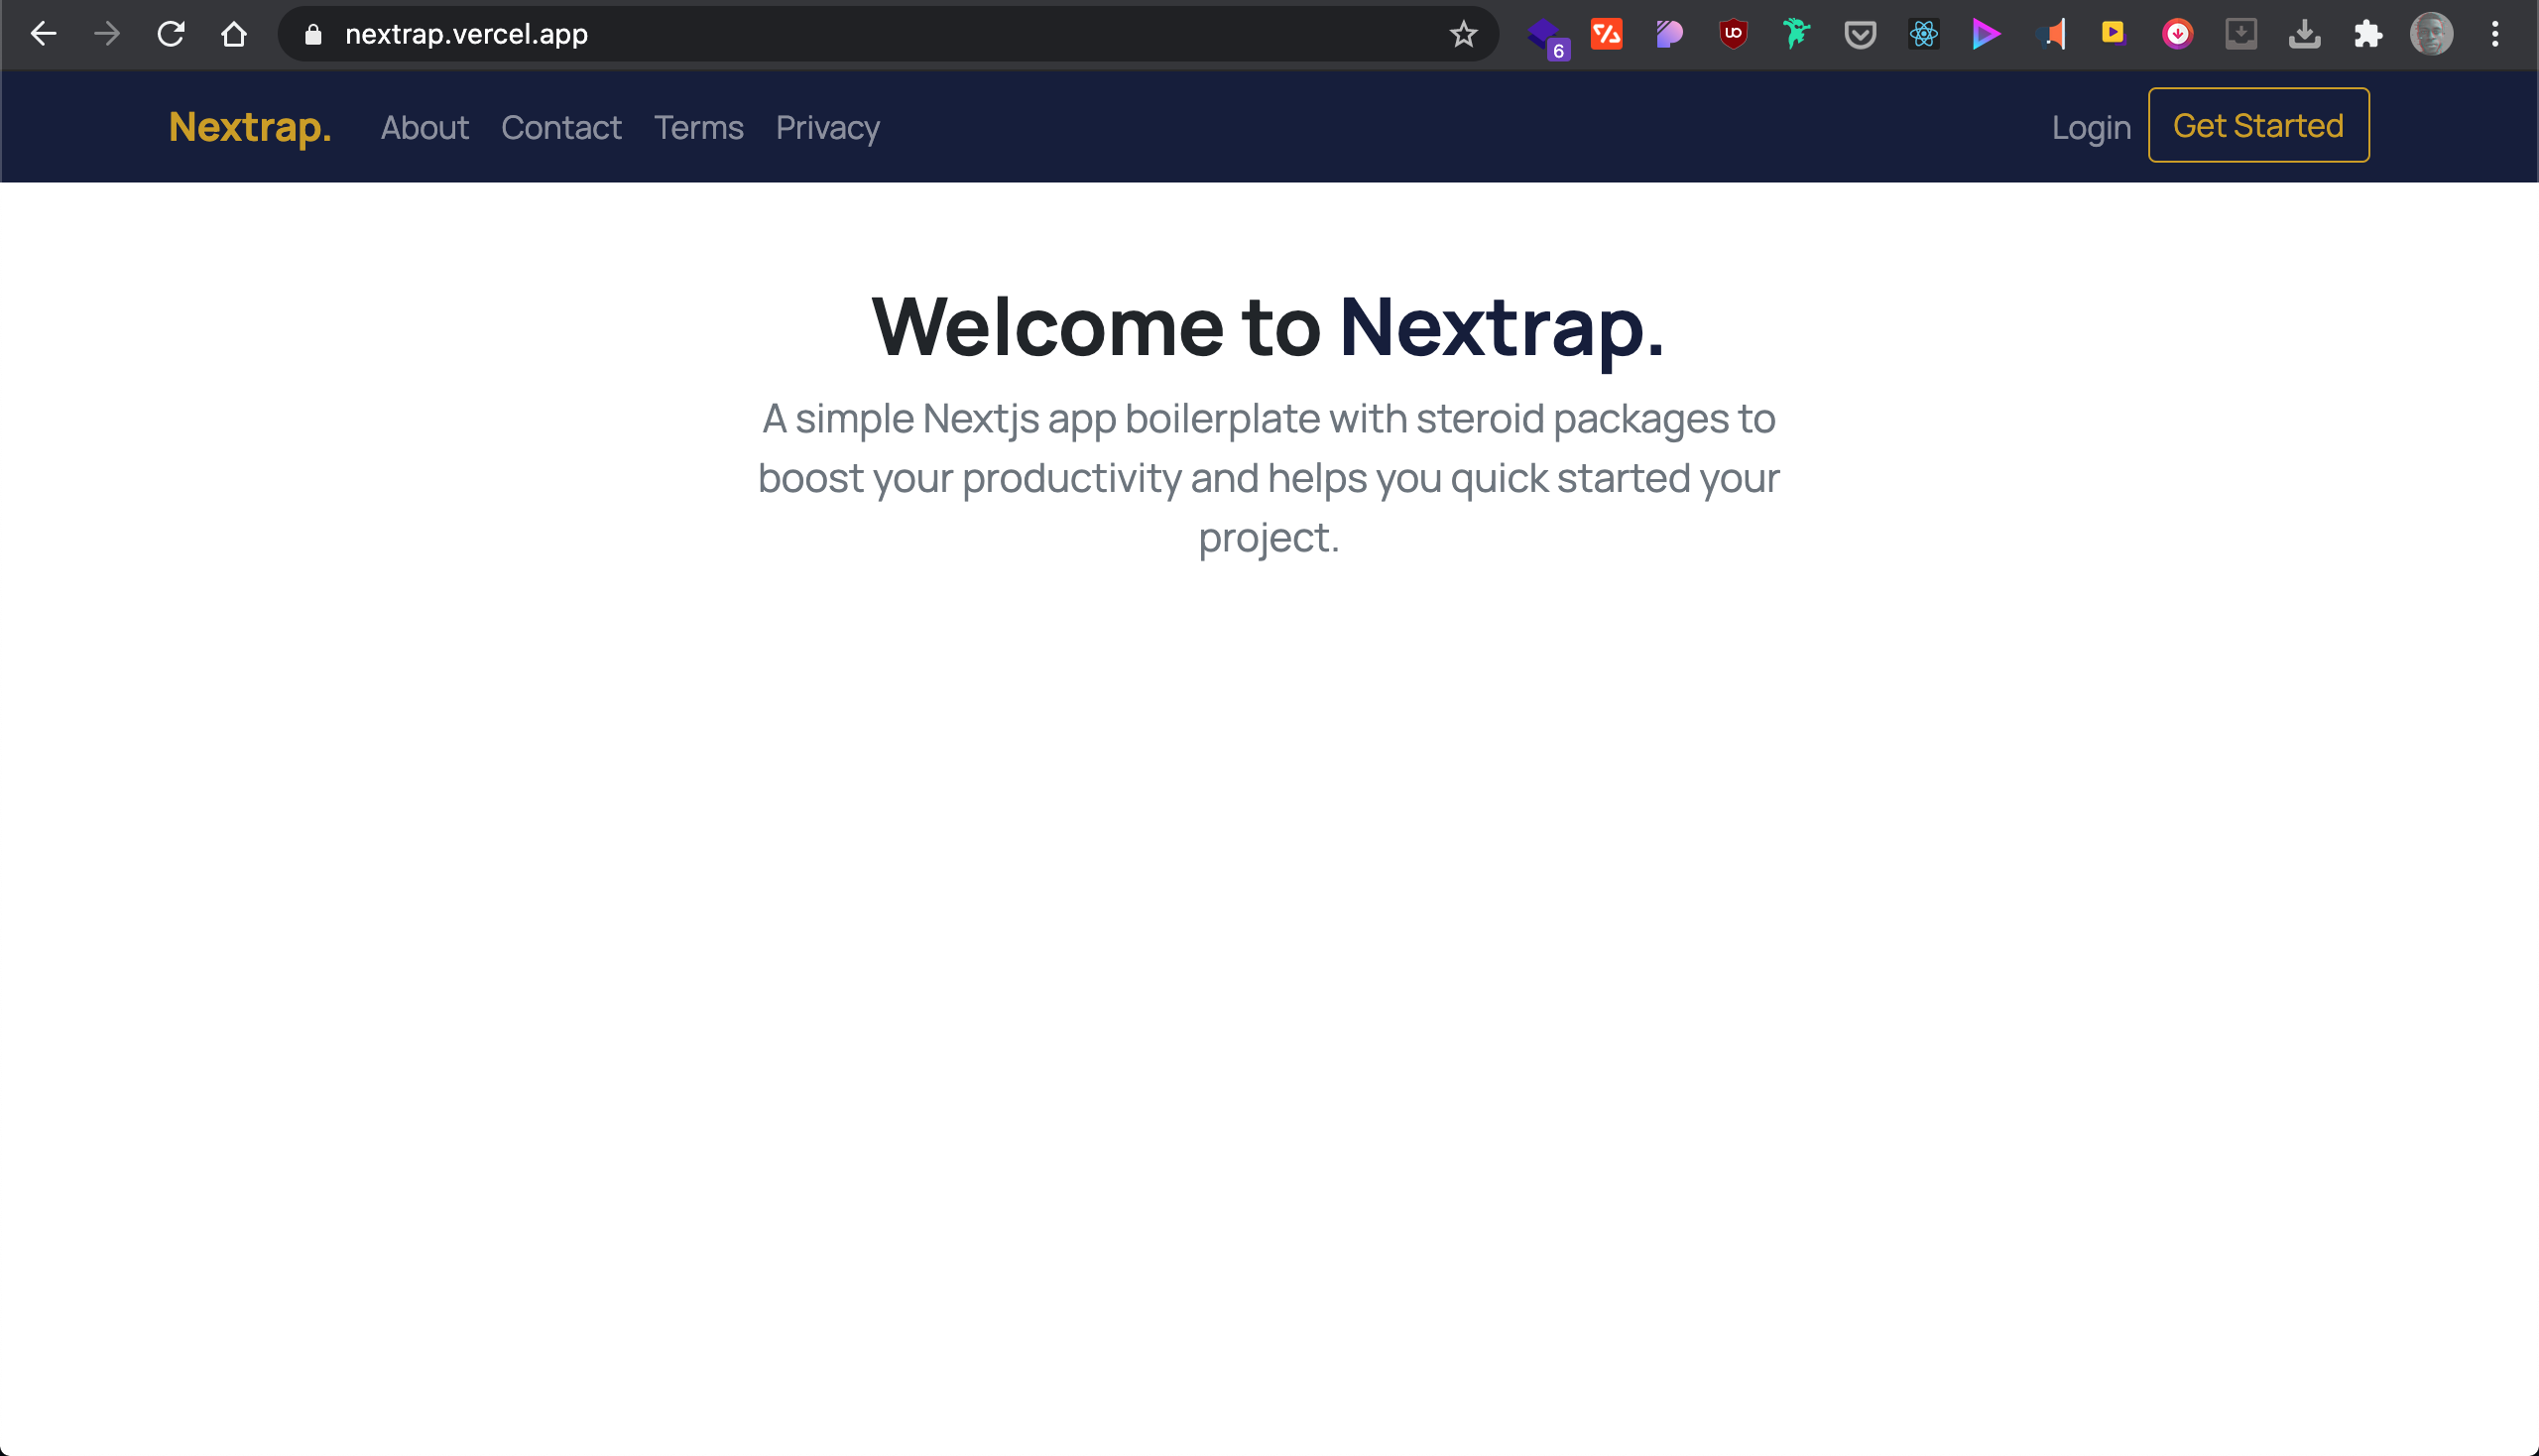 nextrap.vercel.app
6
Nextrap. About Contact Terms Privacy Login Get Started
Welcome to Nextrap.
A simple Nextjs app boilerplate with steroid packages to
boost your productivity and helps you quick started your
project.